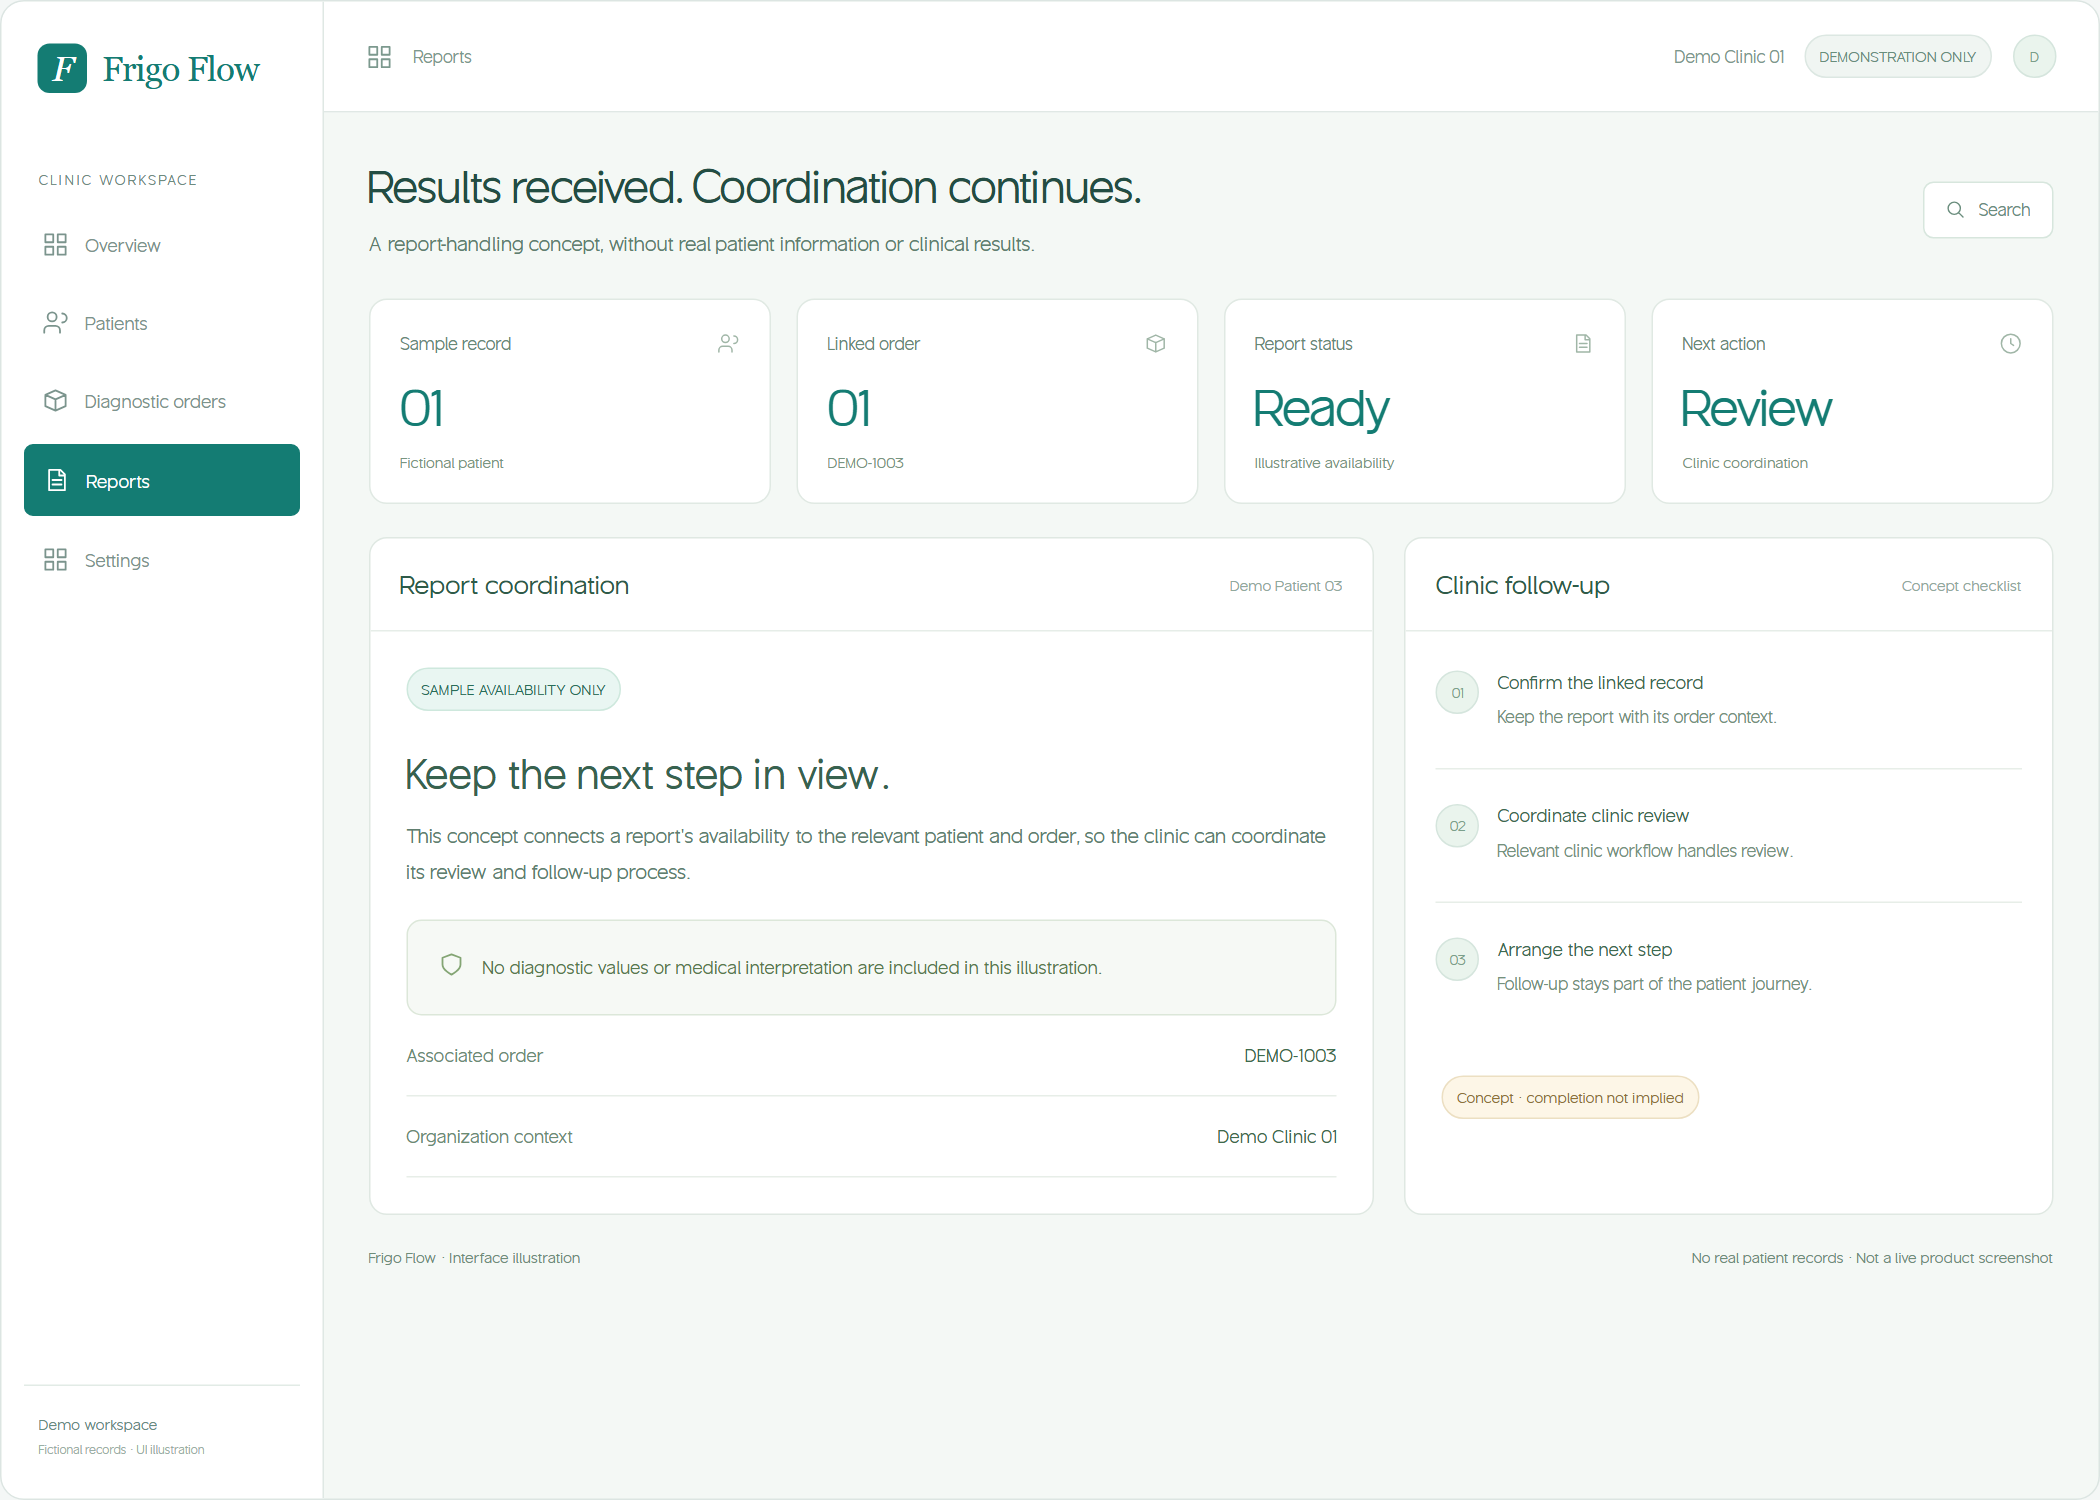 F Frigo Flow
CLINIC WORKSPACE
Overview
Patients
Diagnostic orders
Reports
Settings
Demo workspace
Fictional records · UI illustration
Reports
Demo Clinic 01
DEMONSTRATION ONLY
D
Results received. Coordination continues.
A report-handling concept, without real patient information or clinical results.
Search
Sample record
01
Fictional patient
Linked order
01
DEMO-1003
Report status
Ready
Illustrative availability
Next action
Review
Clinic coordination
Report coordination
Demo Patient 03
SAMPLE AVAILABILITY ONLY
Keep the next step in view.
This concept connects a report's availability to the relevant patient and order, so the clinic can coordinate
its review and follow-up process.
No diagnostic values or medical interpretation are included in this illustration.
Associated order
DEMO-1003
Organization context
Demo Clinic 01
Clinic follow-up
Concept checklist
01
Confirm the linked record
Keep the report with its order context.
02
Coordinate clinic review
Relevant clinic workflow handles review.
03
Arrange the next step
Follow-up stays part of the patient journey.
Concept · completion not implied
Frigo Flow · Interface illustration
No real patient records · Not a live product screenshot